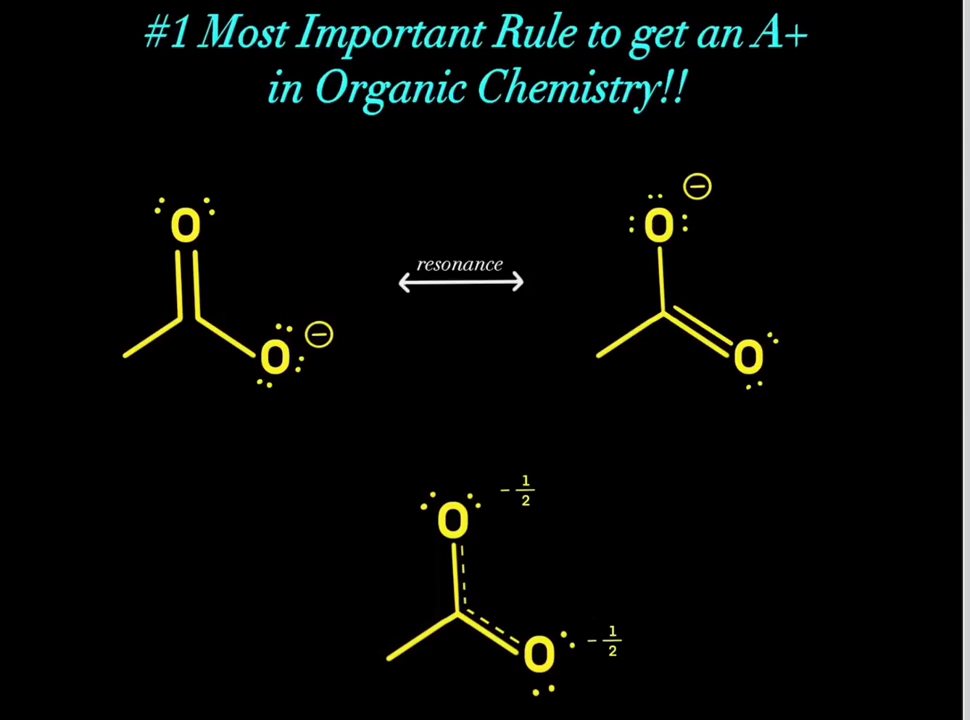 #1 Most Important Rule to get an A+
in Organic Chemistry!!
O
⊖
O
resonance
O
O
⊖
O
O
- 1/2
O
- 1/2
O